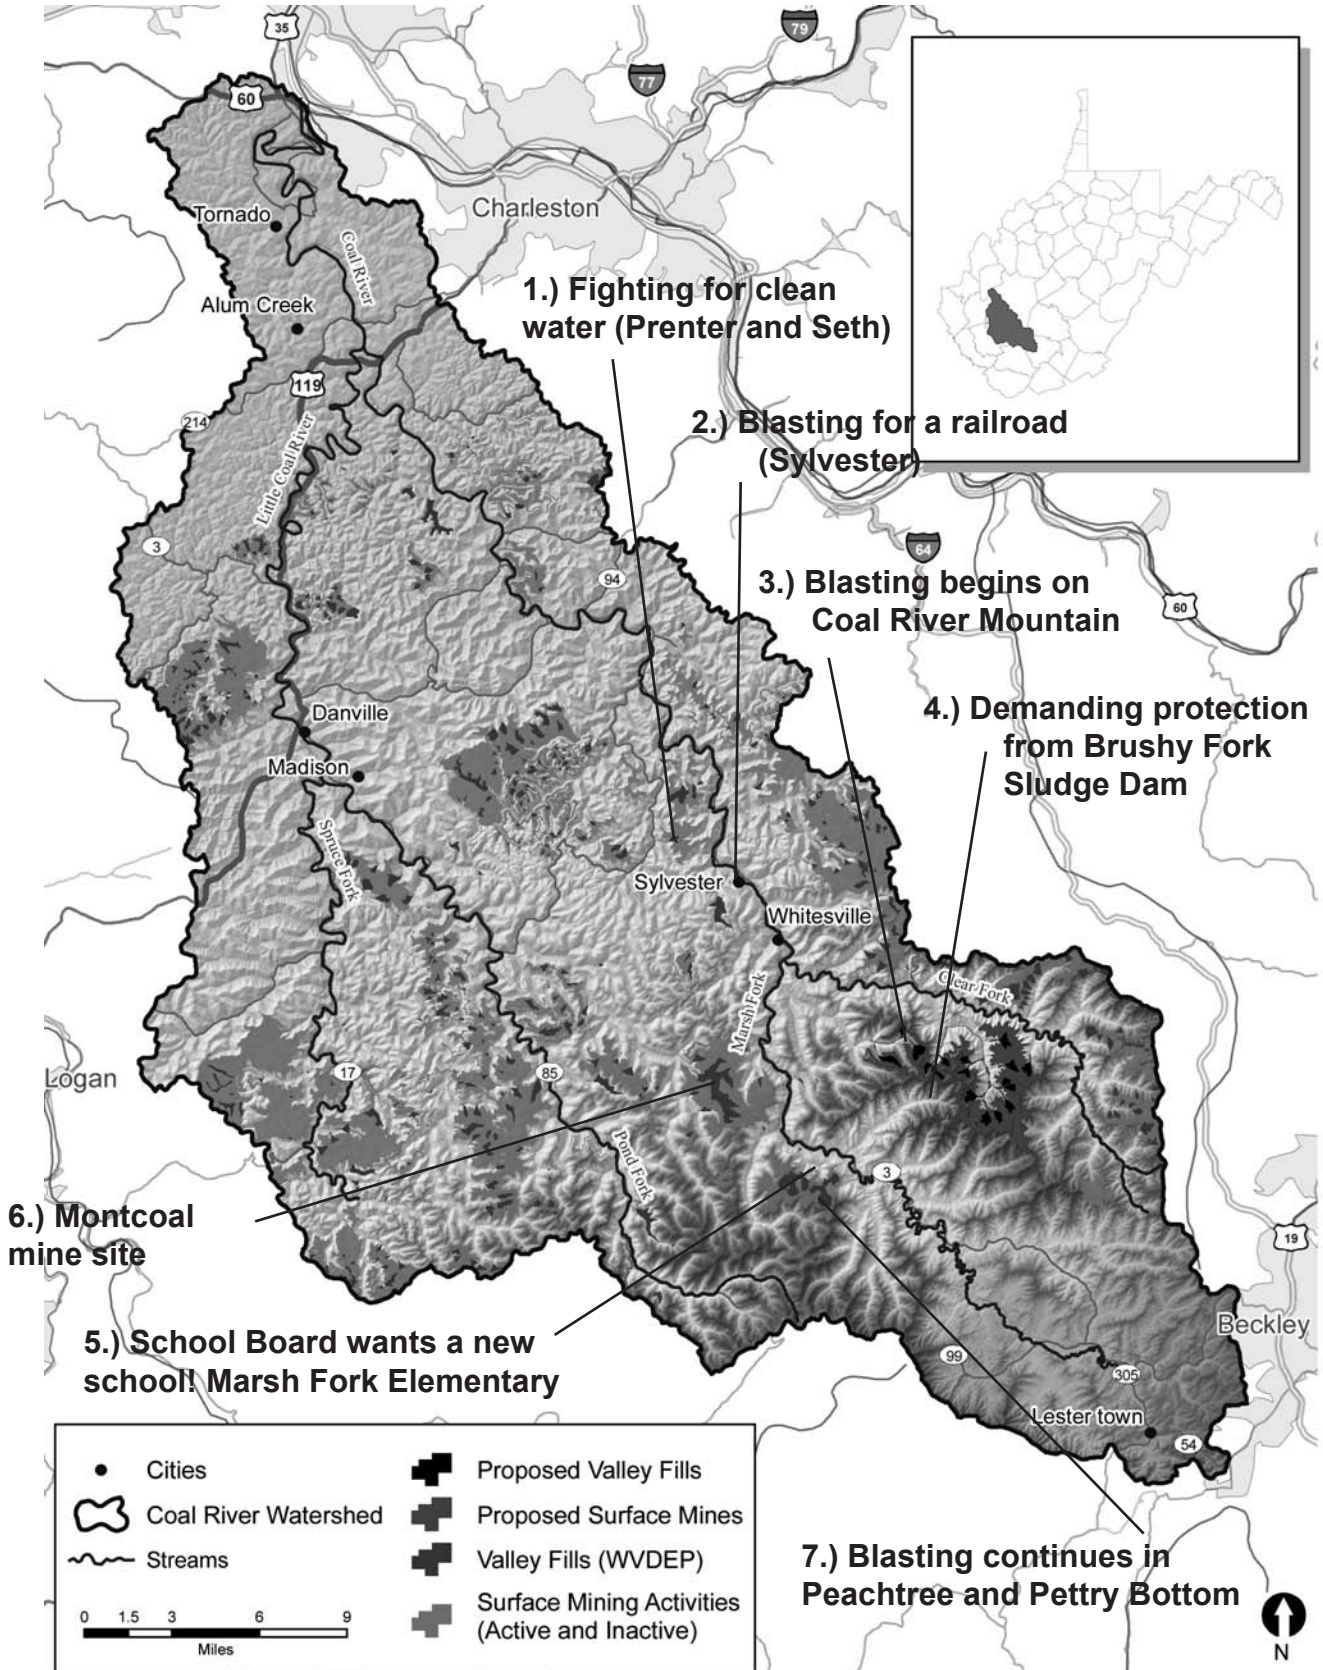 35
79
77
60
Charleston
Tornado
Coal River
1.) Fighting for clean
water (Prenter and Seth)
Alum Creek
119
214
2.) Blasting for a railroad
(Sylvester)
Little Coal River
3
64
94
3.) Blasting begins on
Coal River Mountain
60
4.) Demanding protection
from Brushy Fork
Sludge Dam
Danville
Madison
Spruce Fork
Sylvester
Whitesville
Clear Fork
Marsh Fork
Logan
17
85
Pond Fork
3
6.) Montcoal
mine site
19
Beckley
5.) School Board wants a new
school! Marsh Fork Elementary
99
305
Lester town
54
7.) Blasting continues in
Peachtree and Pettry Bottom
Cities
Coal River Watershed
Streams
0 1.5 3 6 9
Miles
Proposed Valley Fills
Proposed Surface Mines
Valley Fills (WVDEP)
Surface Mining Activities
(Active and Inactive)
N